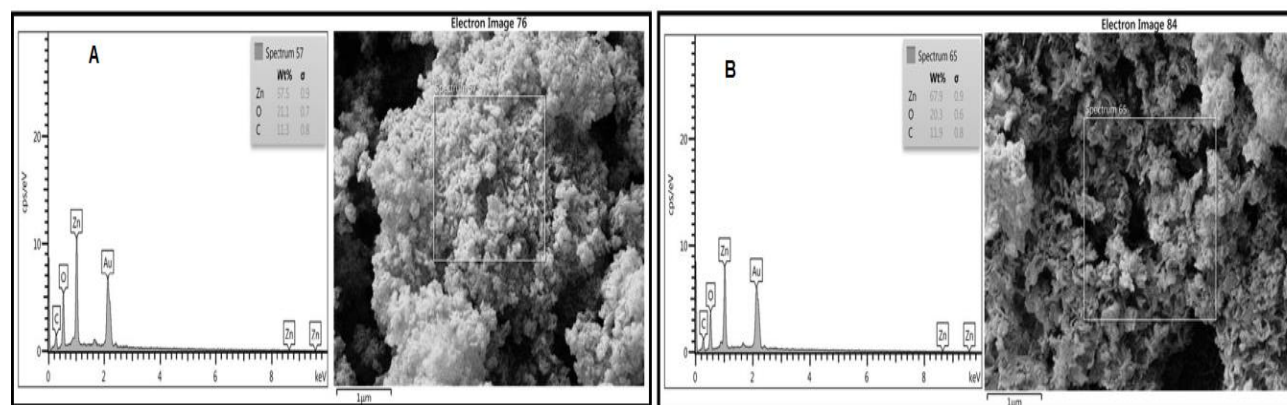 Electron Image 76
A
Spectrum 57
Wt% σ
Zn 57.5 0.9
O 21.1 0.7
C 11.3 0.8
cps/eV
20
10
0
C
O
Zn
Au
Zn
Zn
0 2 4 6 8 keV
1µm
Electron Image 84
B
Spectrum 65
Wt% σ
Zn 67.9 0.9
O 20.3 0.6
C 11.9 0.8
cps/eV
20
10
0
C
O
Zn
Au
Zn
Zn
0 2 4 6 8 keV
Spectrum 65
1µm